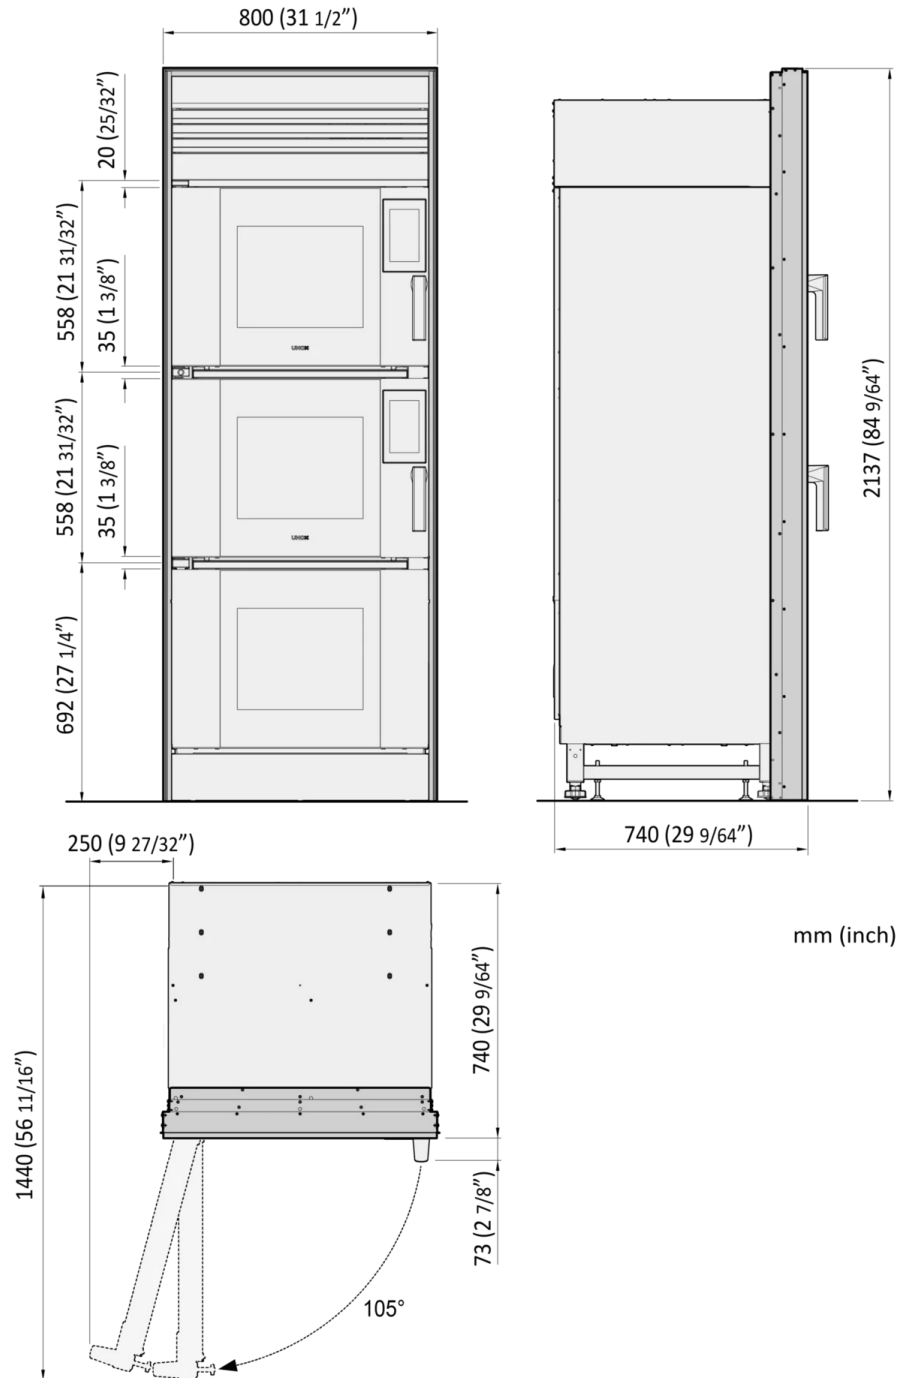 800 (31 1/2”)
20 (25/32”)
558 (21 31/32”)
35 (1 3/8”)
UNOX
558 (21 31/32”)
35 (1 3/8”)
UNOX
692 (27 1/4”)
2137 (84 9/64”)
740 (29 9/64”)
250 (9 27/32”)
mm (inch)
740 (29 9/64”)
1440 (56 11/16”)
73 (2 7/8”)
105°